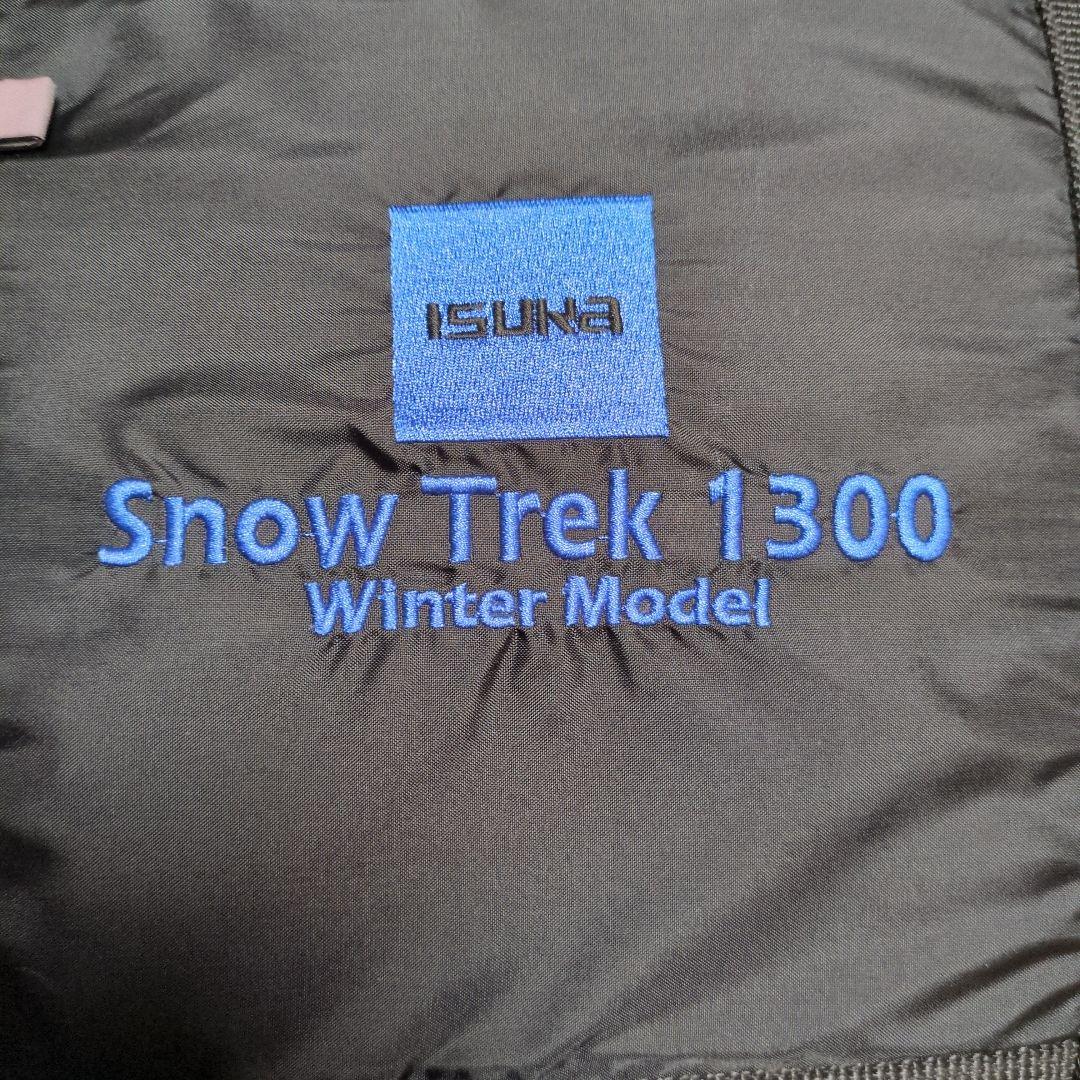 ISUKA
Snow Trek 1300
Winter Model